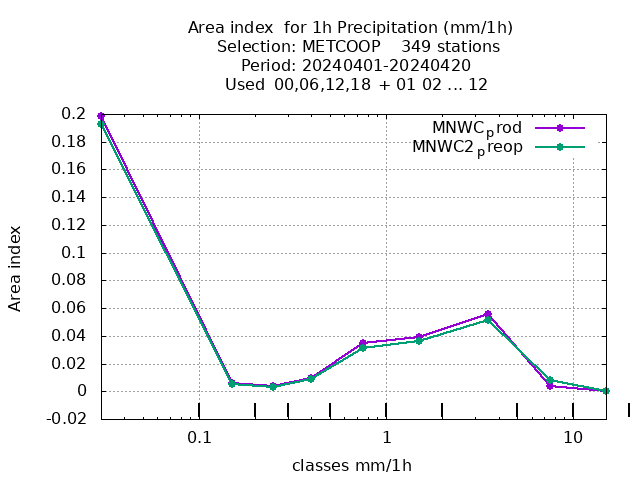 Area index  for 1h Precipitation (mm/1h)
Selection: METCOOP    349 stations
Period: 20240401-20240420
Used  00,06,12,18 + 01 02 ... 12
MNWC_prod
MNWC2_preop
0.2
0.18
0.16
0.14
0.12
0.1
0.08
0.06
0.04
0.02
0
-0.02
Area index
0.1 1 10
classes mm/1h